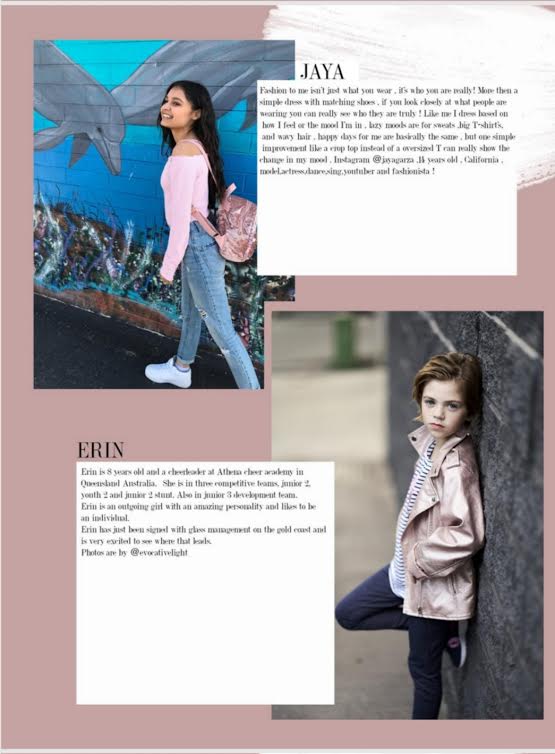 JAYA
Fashion to me isn't just what you wear , it's who you are really! More then a
simple dress with matching shoes , if you look closely at what people are
wearing you can really see who they are truly ! Like me I dress based on
how I feel or the mood I'm in , lazy moods are for sweats ,big T-shirt's,
and wavy hair , happy days for me are basically the same , but one simple
improvement like a crop top instead of a oversized T can really show the
change in my mood . Instagram @jayagarza ,14 years old , California ,
model,actress,dance,sing,youtuber and fashionista !
ERIN
Erin is 8 years old and a cheerleader at Athena cheer academy in
Queensland Australia. She is in three competitive teams, junior 2,
youth 2 and junior 2 stunt. Also in junior 3 development team.
Erin is an outgoing girl with an amazing personality and likes to be
an individual.
Erin has just been signed with glass management on the gold coast and
is very excited to see where that leads.
Photos are by @evocativelight